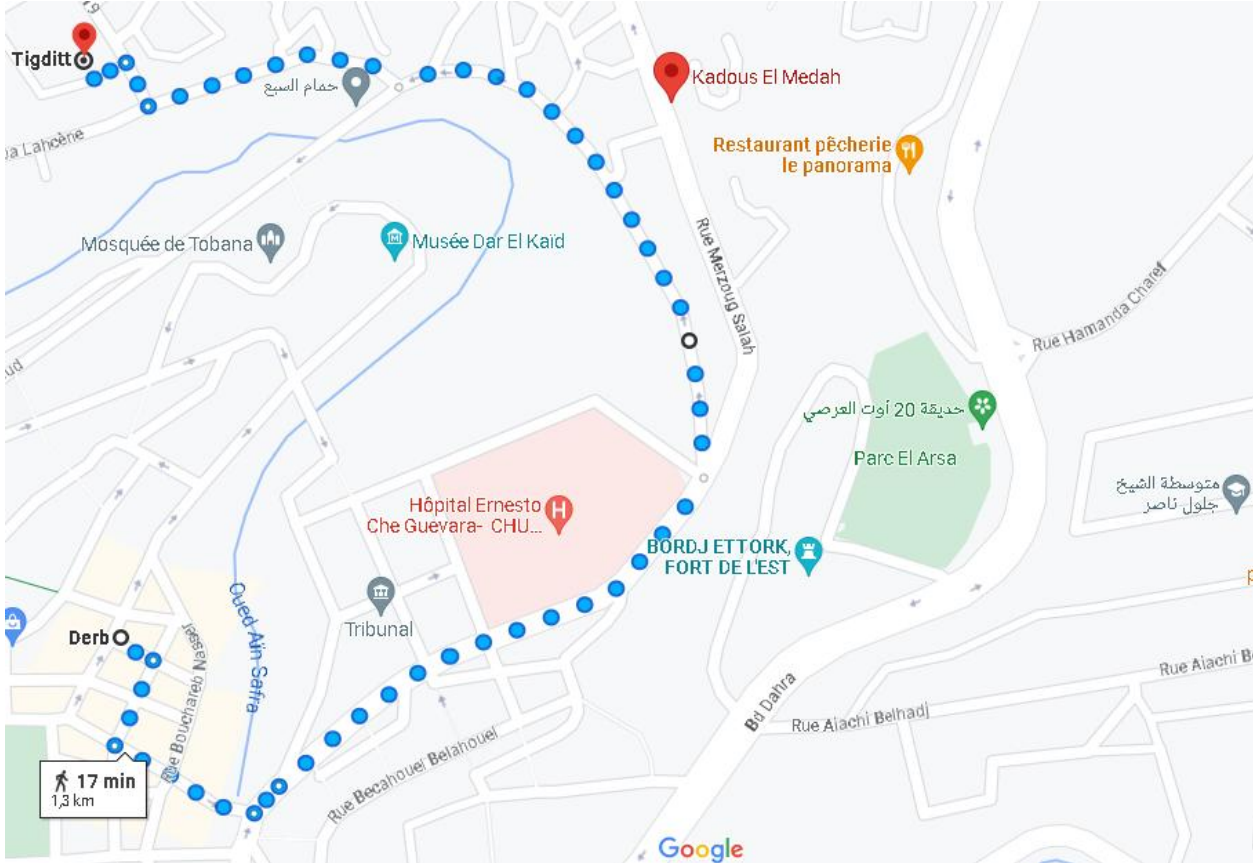 Tigditt
حمام السبع
Kadous El Medah
Restaurant pêcherie
le panorama
Mosquée de Tobana
Musée Dar El Kaïd
Rue Merzoug Salah
Rue Hamanda Charef
حديقة 20 أوت العرصي
Parc El Arsa
متوسطة الشيخ
جلول ناصر
Hôpital Ernesto
Che Guevara- CHU...
BORDJ ETTORK,
FORT DE L'EST
Tribunal
Derb
Oued Aïn Safra
Rue Bouchareb Nasser
Rue Aiachi
Rue Aiachi Belhadj
Bd Dahra
Rue Becahouel Belahouel
17 min
1,3 km
Google